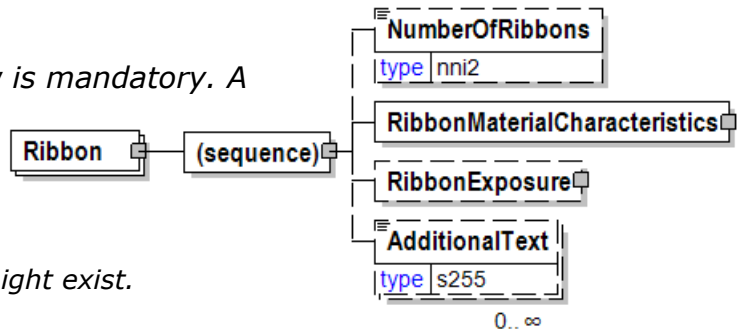 NumberOfRibbons
type nni2
y is mandatory. A
RibbonMaterialCharacteristics
Ribbon
(sequence)
RibbonExposure
AdditionalText
type s255
ight exist.
0..∞